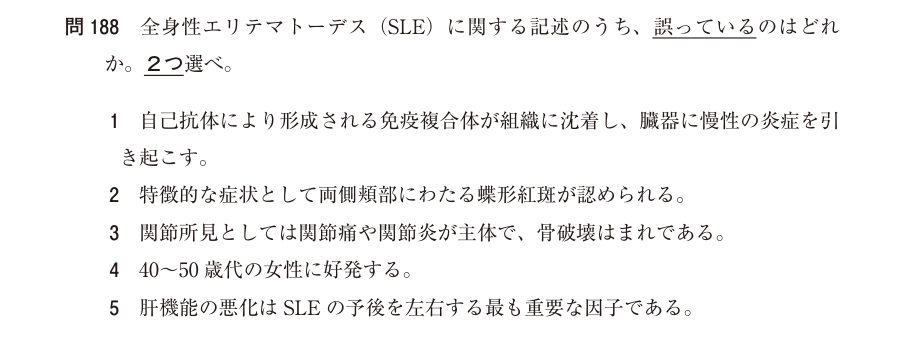 問 188 全身性エリテマトーデス（SLE）に関する記述のうち、誤っているのはどれ
か。２つ選べ。
1 自己抗体により形成される免疫複合体が組織に沈着し、臓器に慢性の炎症を引
き起こす。
2 特徴的な症状として両側頬部にわたる蝶形紅斑が認められる。
3 関節所見としては関節痛や関節炎が主体で、骨破壊はまれである。
4 40～50 歳代の女性に好発する。
5 肝機能の悪化は SLE の予後を左右する最も重要な因子である。